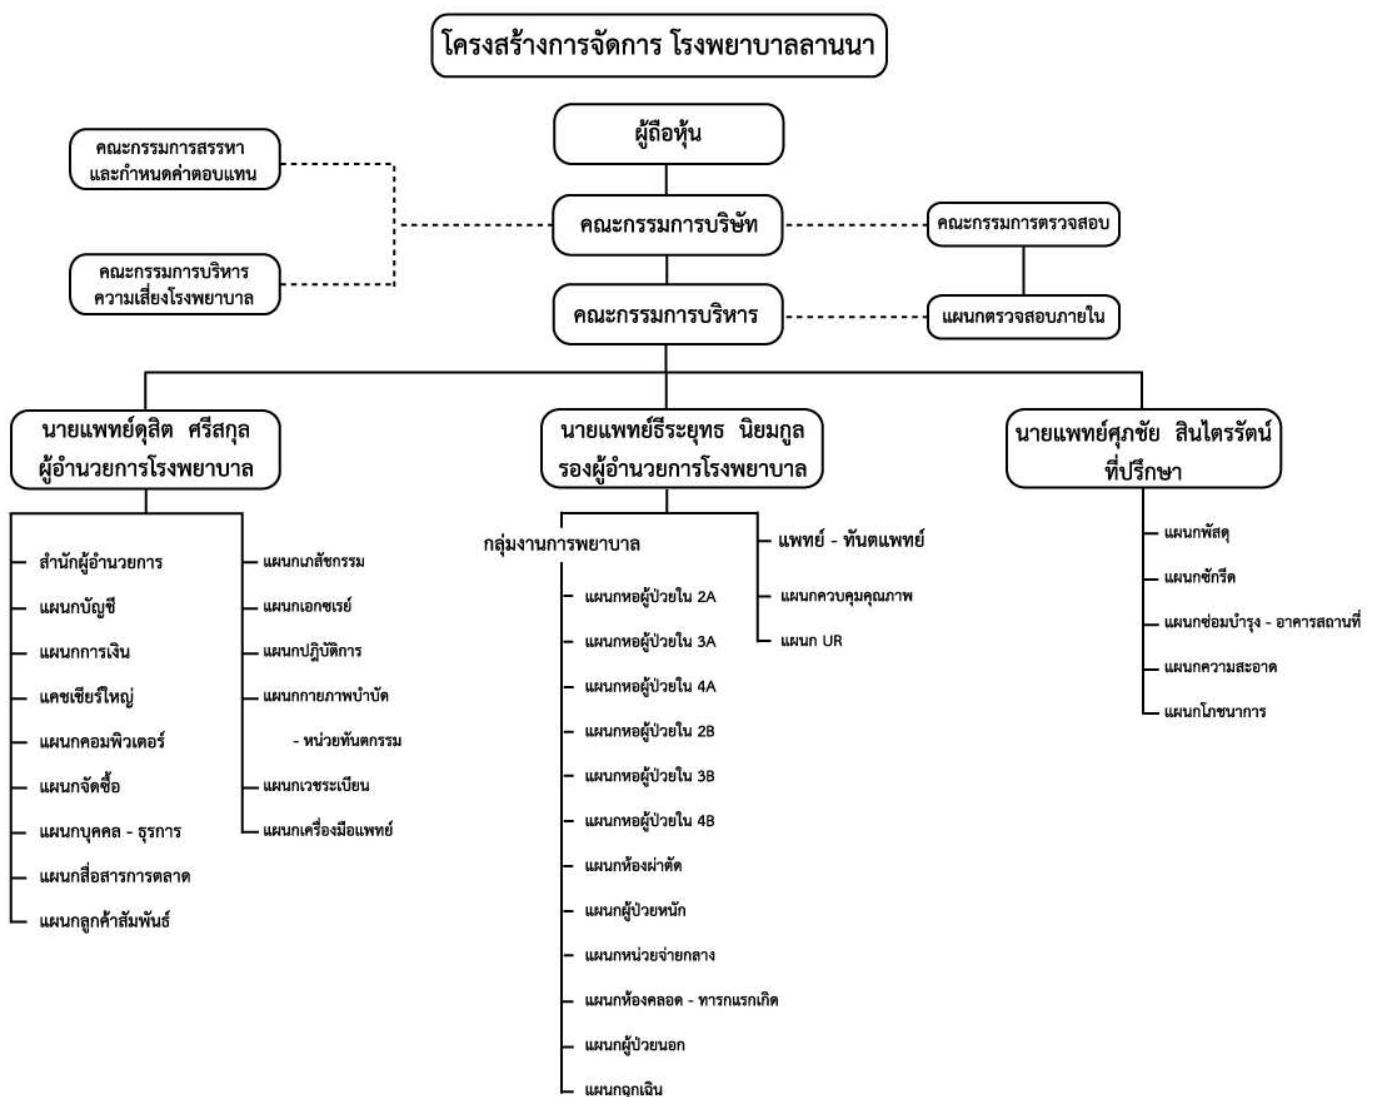 โครงสร้างการจัดการ โรงพยาบาลลานนา
ผู้ถือหุ้น
คณะกรรมการสรรหา
และกำหนดค่าตอบแทน
คณะกรรมการบริษัท
คณะกรรมการตรวจสอบ
คณะกรรมการบริหาร
ความเสี่ยงโรงพยาบาล
คณะกรรมการบริหาร
แผนกตรวจสอบภายใน
นายแพทย์ดุสิต ศรีสกุล
ผู้อำนวยการโรงพยาบาล
สำนักผู้อำนวยการ
แผนกบัญชี
แผนกการเงิน
แคชเชียร์ใหญ่
แผนกคอมพิวเตอร์
แผนกจัดซื้อ
แผนกบุคคล - ธุรการ
แผนกสื่อสารการตลาด
แผนกลูกค้าสัมพันธ์
แผนกเภสัชกรรม
แผนกเอกซเรย์
แผนกปฎิบัติการ
แผนกกายภาพบำบัด
- หน่วยทันตกรรม
แผนกเวชระเบียน
แผนกเครื่องมือแพทย์
นายแพทย์ธีระยุทธ นิยมกูล
รองผู้อำนวยการโรงพยาบาล
กลุ่มงานการพยาบาล
แผนกหอผู้ป่วยใน 2A
แผนกหอผู้ป่วยใน 3A
แผนกหอผู้ป่วยใน 4A
แผนกหอผู้ป่วยใน 2B
แผนกหอผู้ป่วยใน 3B
แผนกหอผู้ป่วยใน 4B
แผนกห้องผ่าตัด
แผนกผู้ป่วยหนัก
แผนกหน่วยจ่ายกลาง
แผนกห้องคลอด - ทารกแรกเกิด
แผนกผู้ป่วยนอก
แผนกฉุกเฉิน
แพทย์ - ทันตแพทย์
แผนกควบคุมคุณภาพ
แผนก UR
นายแพทย์ศุภชัย สินไตรรัตน์
ที่ปรึกษา
แผนกพัสดุ
แผนกซักรีด
แผนกซ่อมบำรุง - อาคารสถานที่
แผนกความสะอาด
แผนกโภชนาการ